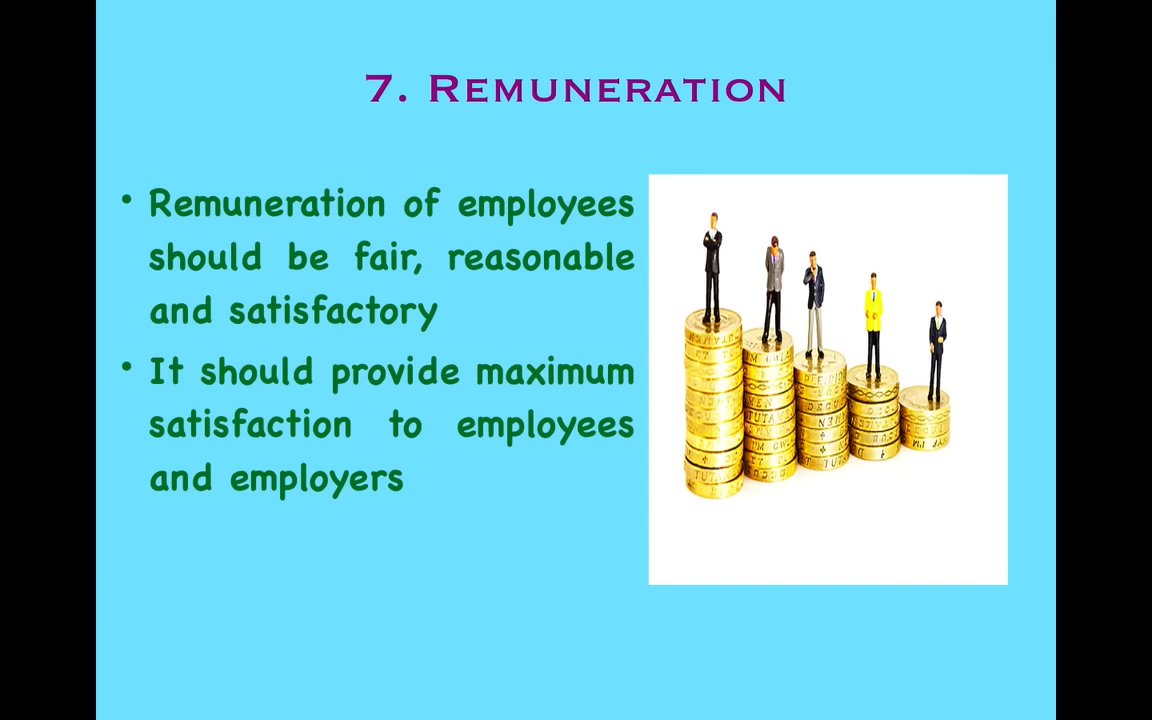 7. REMUNERATION
• Remuneration of employees
should be fair, reasonable
and satisfactory
• It should provide maximum
satisfaction to employees
and employers